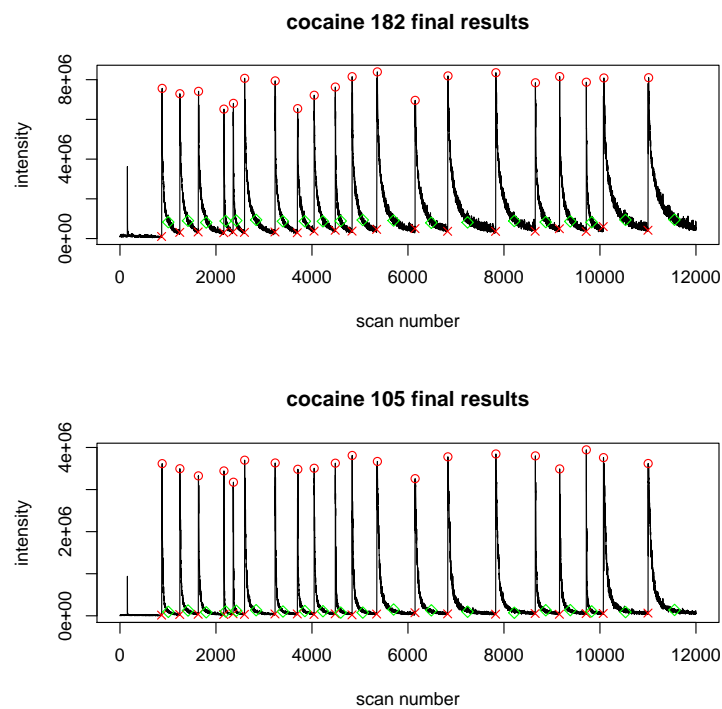 cocaine 182 final results
8e+06
4e+06
0e+00
intensity
0 2000 4000 6000 8000 10000 12000
scan number
cocaine 105 final results
4e+06
2e+06
0e+00
intensity
0 2000 4000 6000 8000 10000 12000
scan number